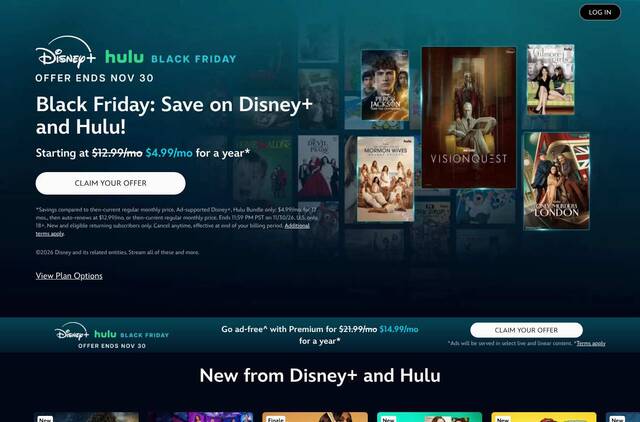 LOG IN
Disney+ hulu BLACK FRIDAY
OFFER ENDS NOV 30
Black Friday: Save on Disney+
and Hulu!
Starting at $12.99/mo $4.99/mo for a year*
CLAIM YOUR OFFER
*Savings compared to then-current regular monthly price. Ad-supported Disney+, Hulu Bundle only: $4.99/mo for 12
mos., then auto-renews at $12.99/mo, or then-current regular monthly price. Ends 11:59 PM PST on 11/30/26. U.S. only,
18+. New and eligible returning subscribers only. Cancel anytime, effective at end of your billing period. Additional
terms apply.
©2026 Disney and its related entities. Stream all of these and more.
View Plan Options
PERCY
JACKSON
VISIONQUEST
Gilmore
girls
MORMON WIVES
ONLY MURDERS
LONDON
DEVIL
PRADA
Disney+ hulu BLACK FRIDAY
OFFER ENDS NOV 30
Go ad-free^ with Premium for $21.99/mo $14.99/mo
for a year*
CLAIM YOUR OFFER
^Ads will be served in select live and linear content. *Terms apply
New from Disney+ and Hulu
New
Finale
New
New
New